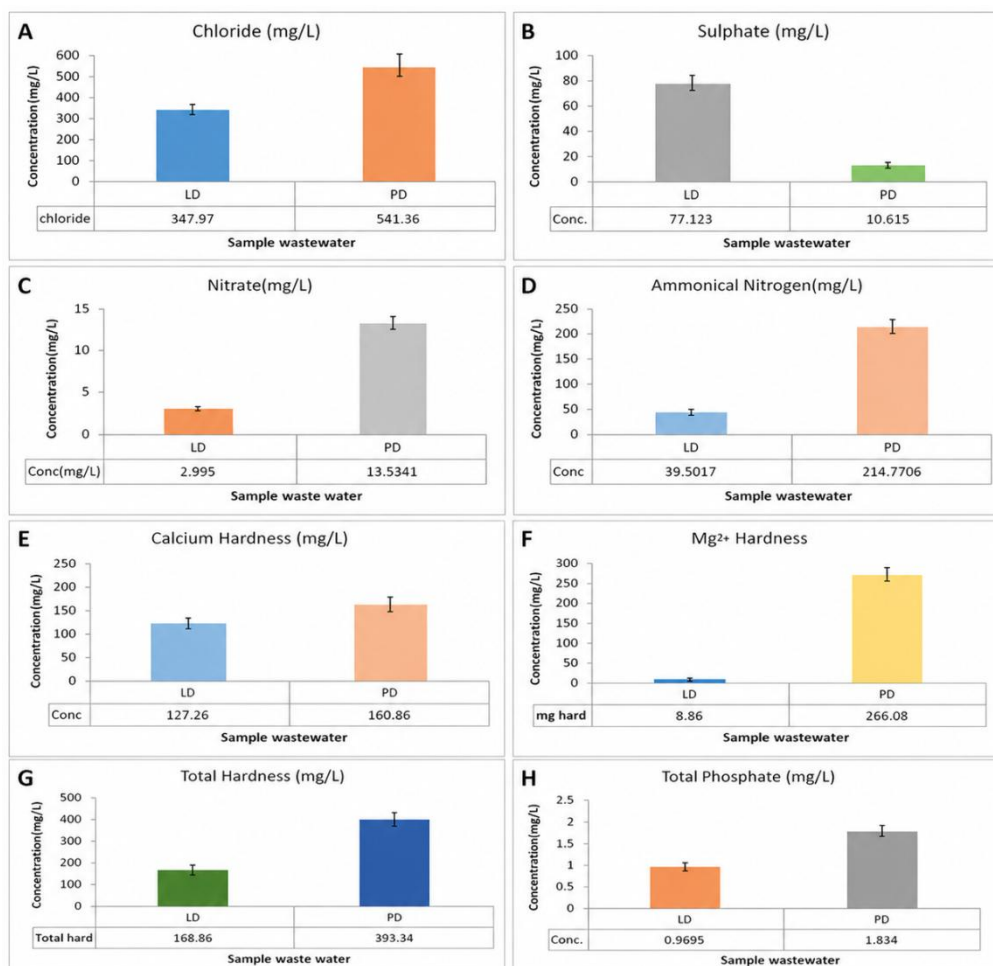 A
Chloride (mg/L)
Concentration(mg/L)
600
500
400
300
200
100
0
LD PD
chloride 347.97 541.36
Sample wastewater
B
Sulphate (mg/L)
Concentration(mg/L)
100
80
60
40
20
0
LD PD
Conc. 77.123 10.615
Sample wastewater
C
Nitrate(mg/L)
Concentration(mg/L)
15
10
5
0
LD PD
Conc(mg/L) 2.995 13.5341
Sample waste water
D
Ammonical Nitrogen(mg/L)
Concentration(mg/L)
250
200
150
100
50
0
LD PD
Conc 39.5017 214.7706
Sample waste water
E
Calcium Hardness (mg/L)
Concentration(mg/L)
250
200
150
100
50
0
LD PD
Conc 127.26 160.86
Sample wastewater
F
Mg²⁺ Hardness
Concentration(mg/L)
300
250
200
150
100
50
0
LD PD
mg hard 8.86 266.08
Sample wastewater
G
Total Hardness (mg/L)
Concentration(mg/L)
500
400
300
200
100
0
LD PD
Total hard 168.86 393.34
Sample waste water
H
Total Phosphate (mg/L)
Concentration(mg/L)
2.5
2
1.5
1
0.5
0
LD PD
Conc. 0.9695 1.834
Sample wastewater